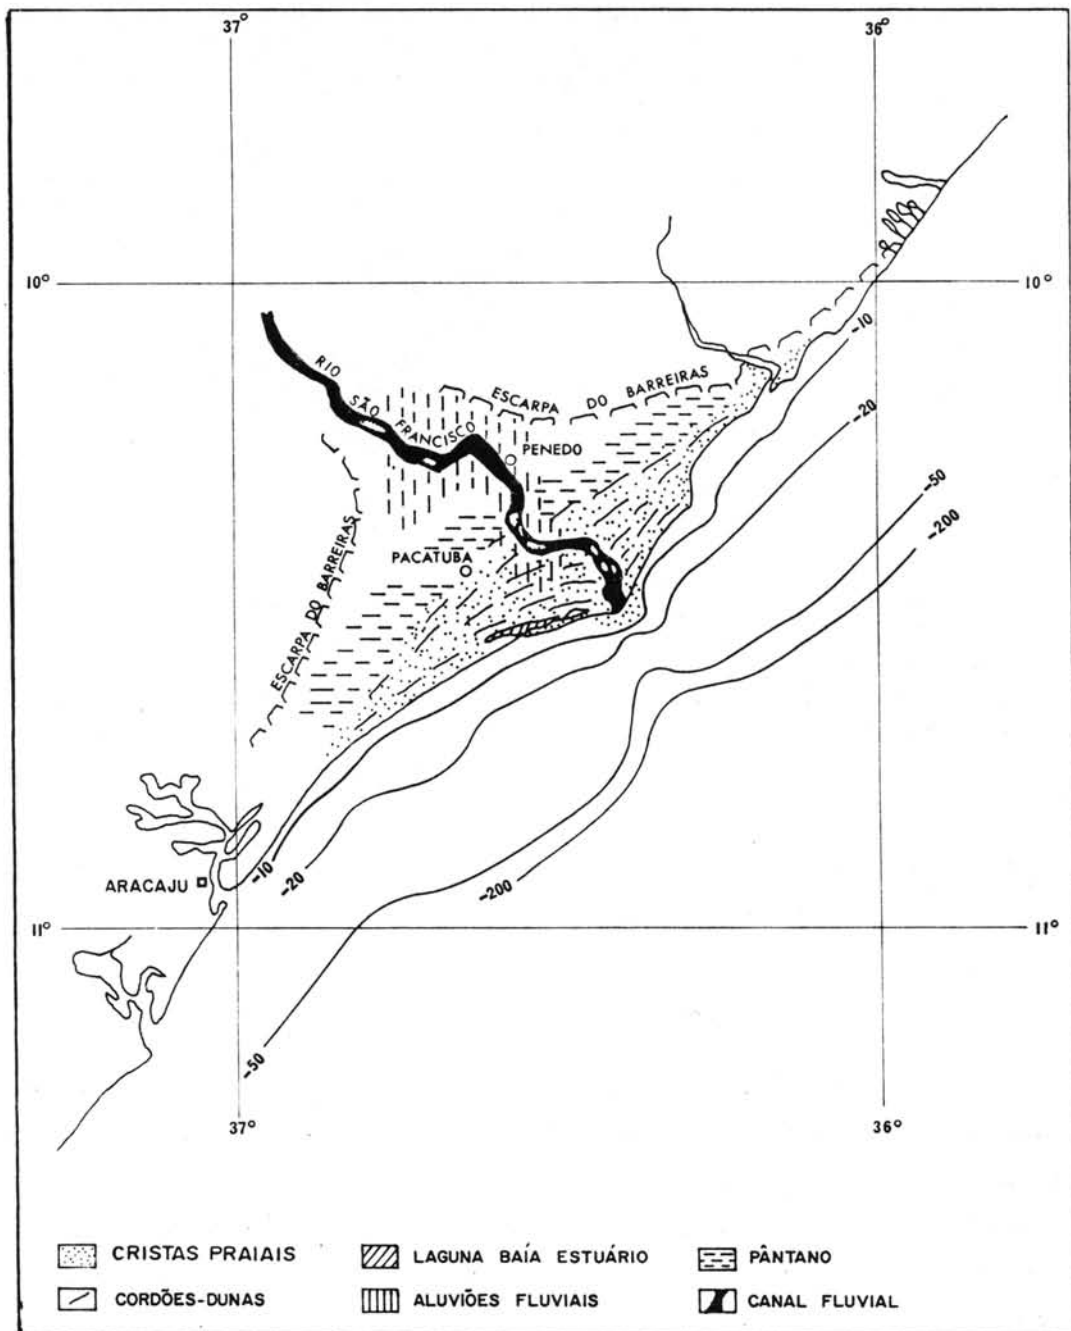 37°
36°
10°
10°
-10
-20
-50
-200
RIO SÃO FRANCISCO
ESCARPA DO BARREIRAS
PENEDO
PACATUBA
ESCARPA DO BARREIRAS
ARACAJU
-10
-20
-200
11°
11°
-50
37°
36°
CRISTAS PRAIAIS
LAGUNA BAÍA ESTUÁRIO
PÂNTANO
CORDÕES-DUNAS
ALUVIÕES FLUVIAIS
CANAL FLUVIAL